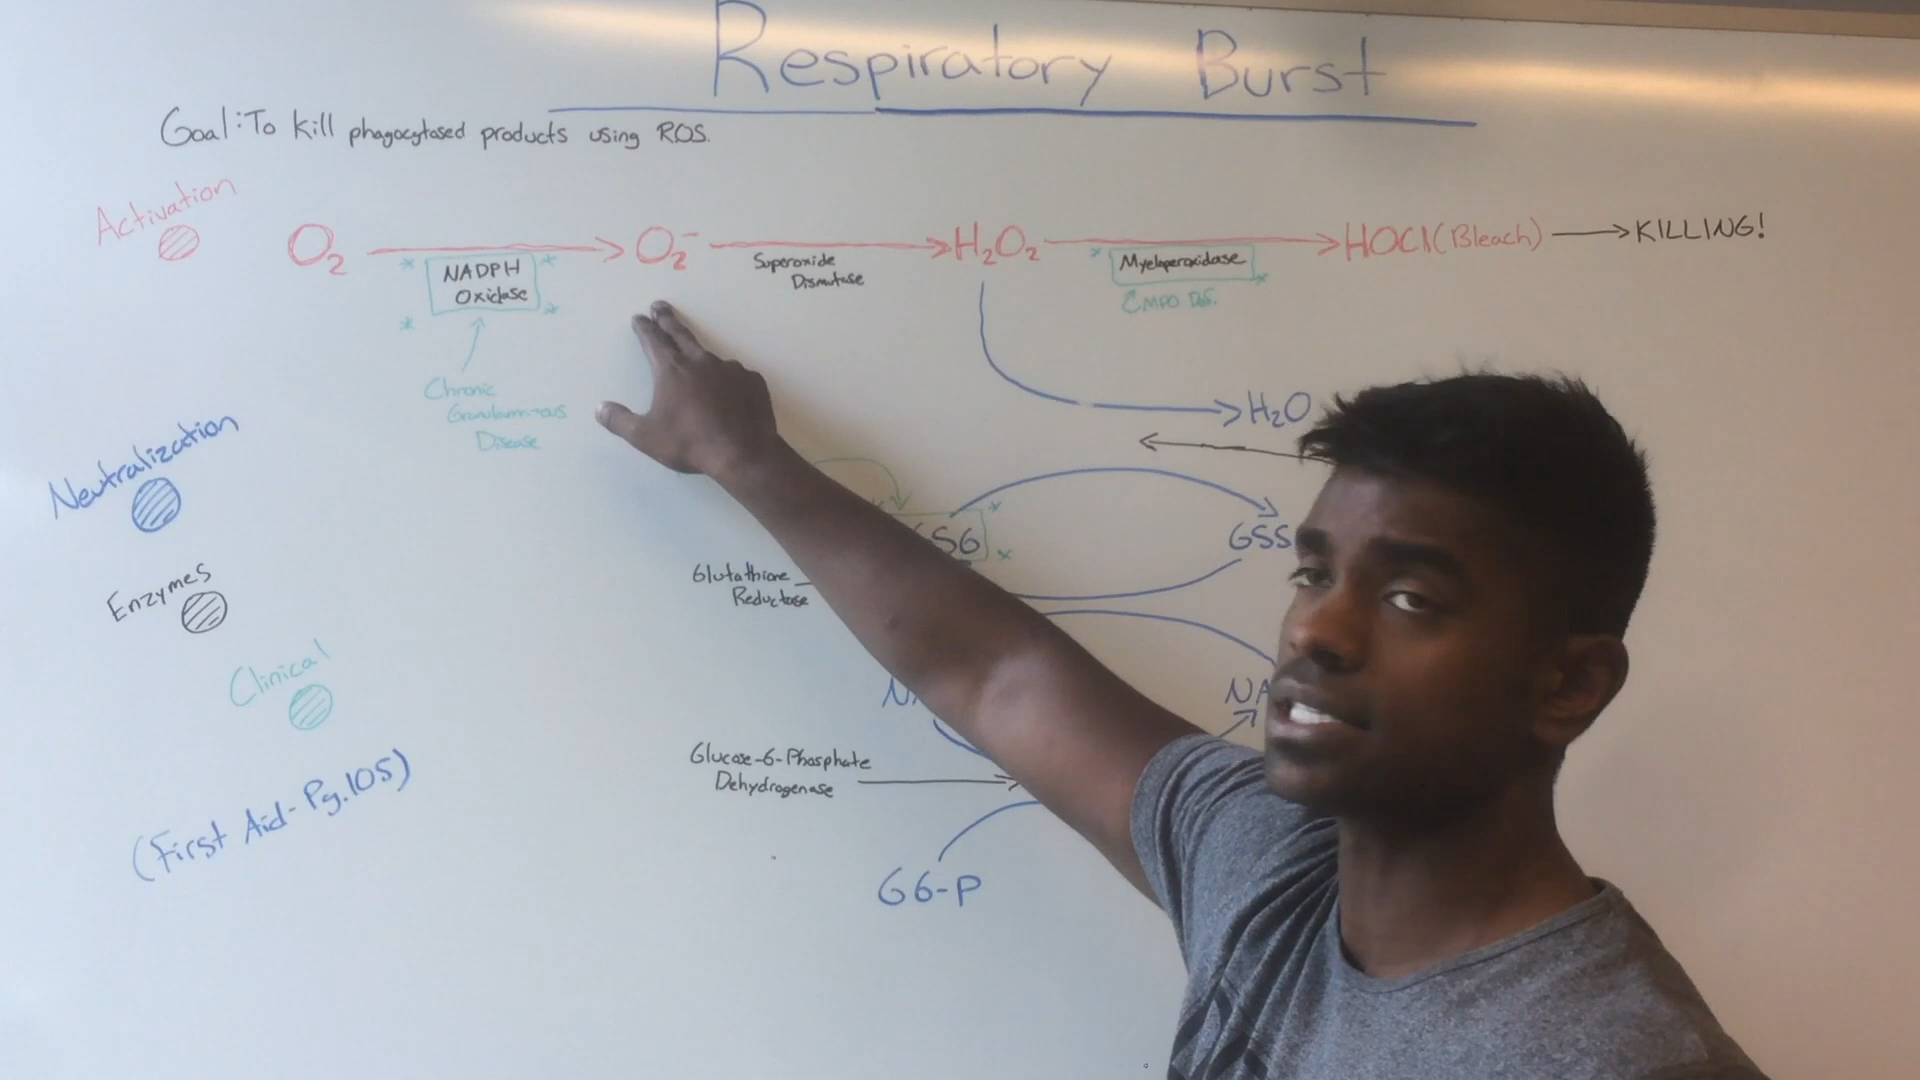 Respiratory Burst
Goal: To Kill phagocytosed products using ROS.
Activation
O2 O2- H2O2 HOCl (Bleach) KILLING!
NADPH
Oxidase
Superoxide
Dismutase
Myeloperoxidase
MPO Def.
Chronic
Granulomatous
Disease
H2O
Neutralization
GSS
Glutathione
Reductase
Enzymes
Clinical
Glucose-6-Phosphate
Dehydrogenase
(First Aid-Pg.105)
G6-P